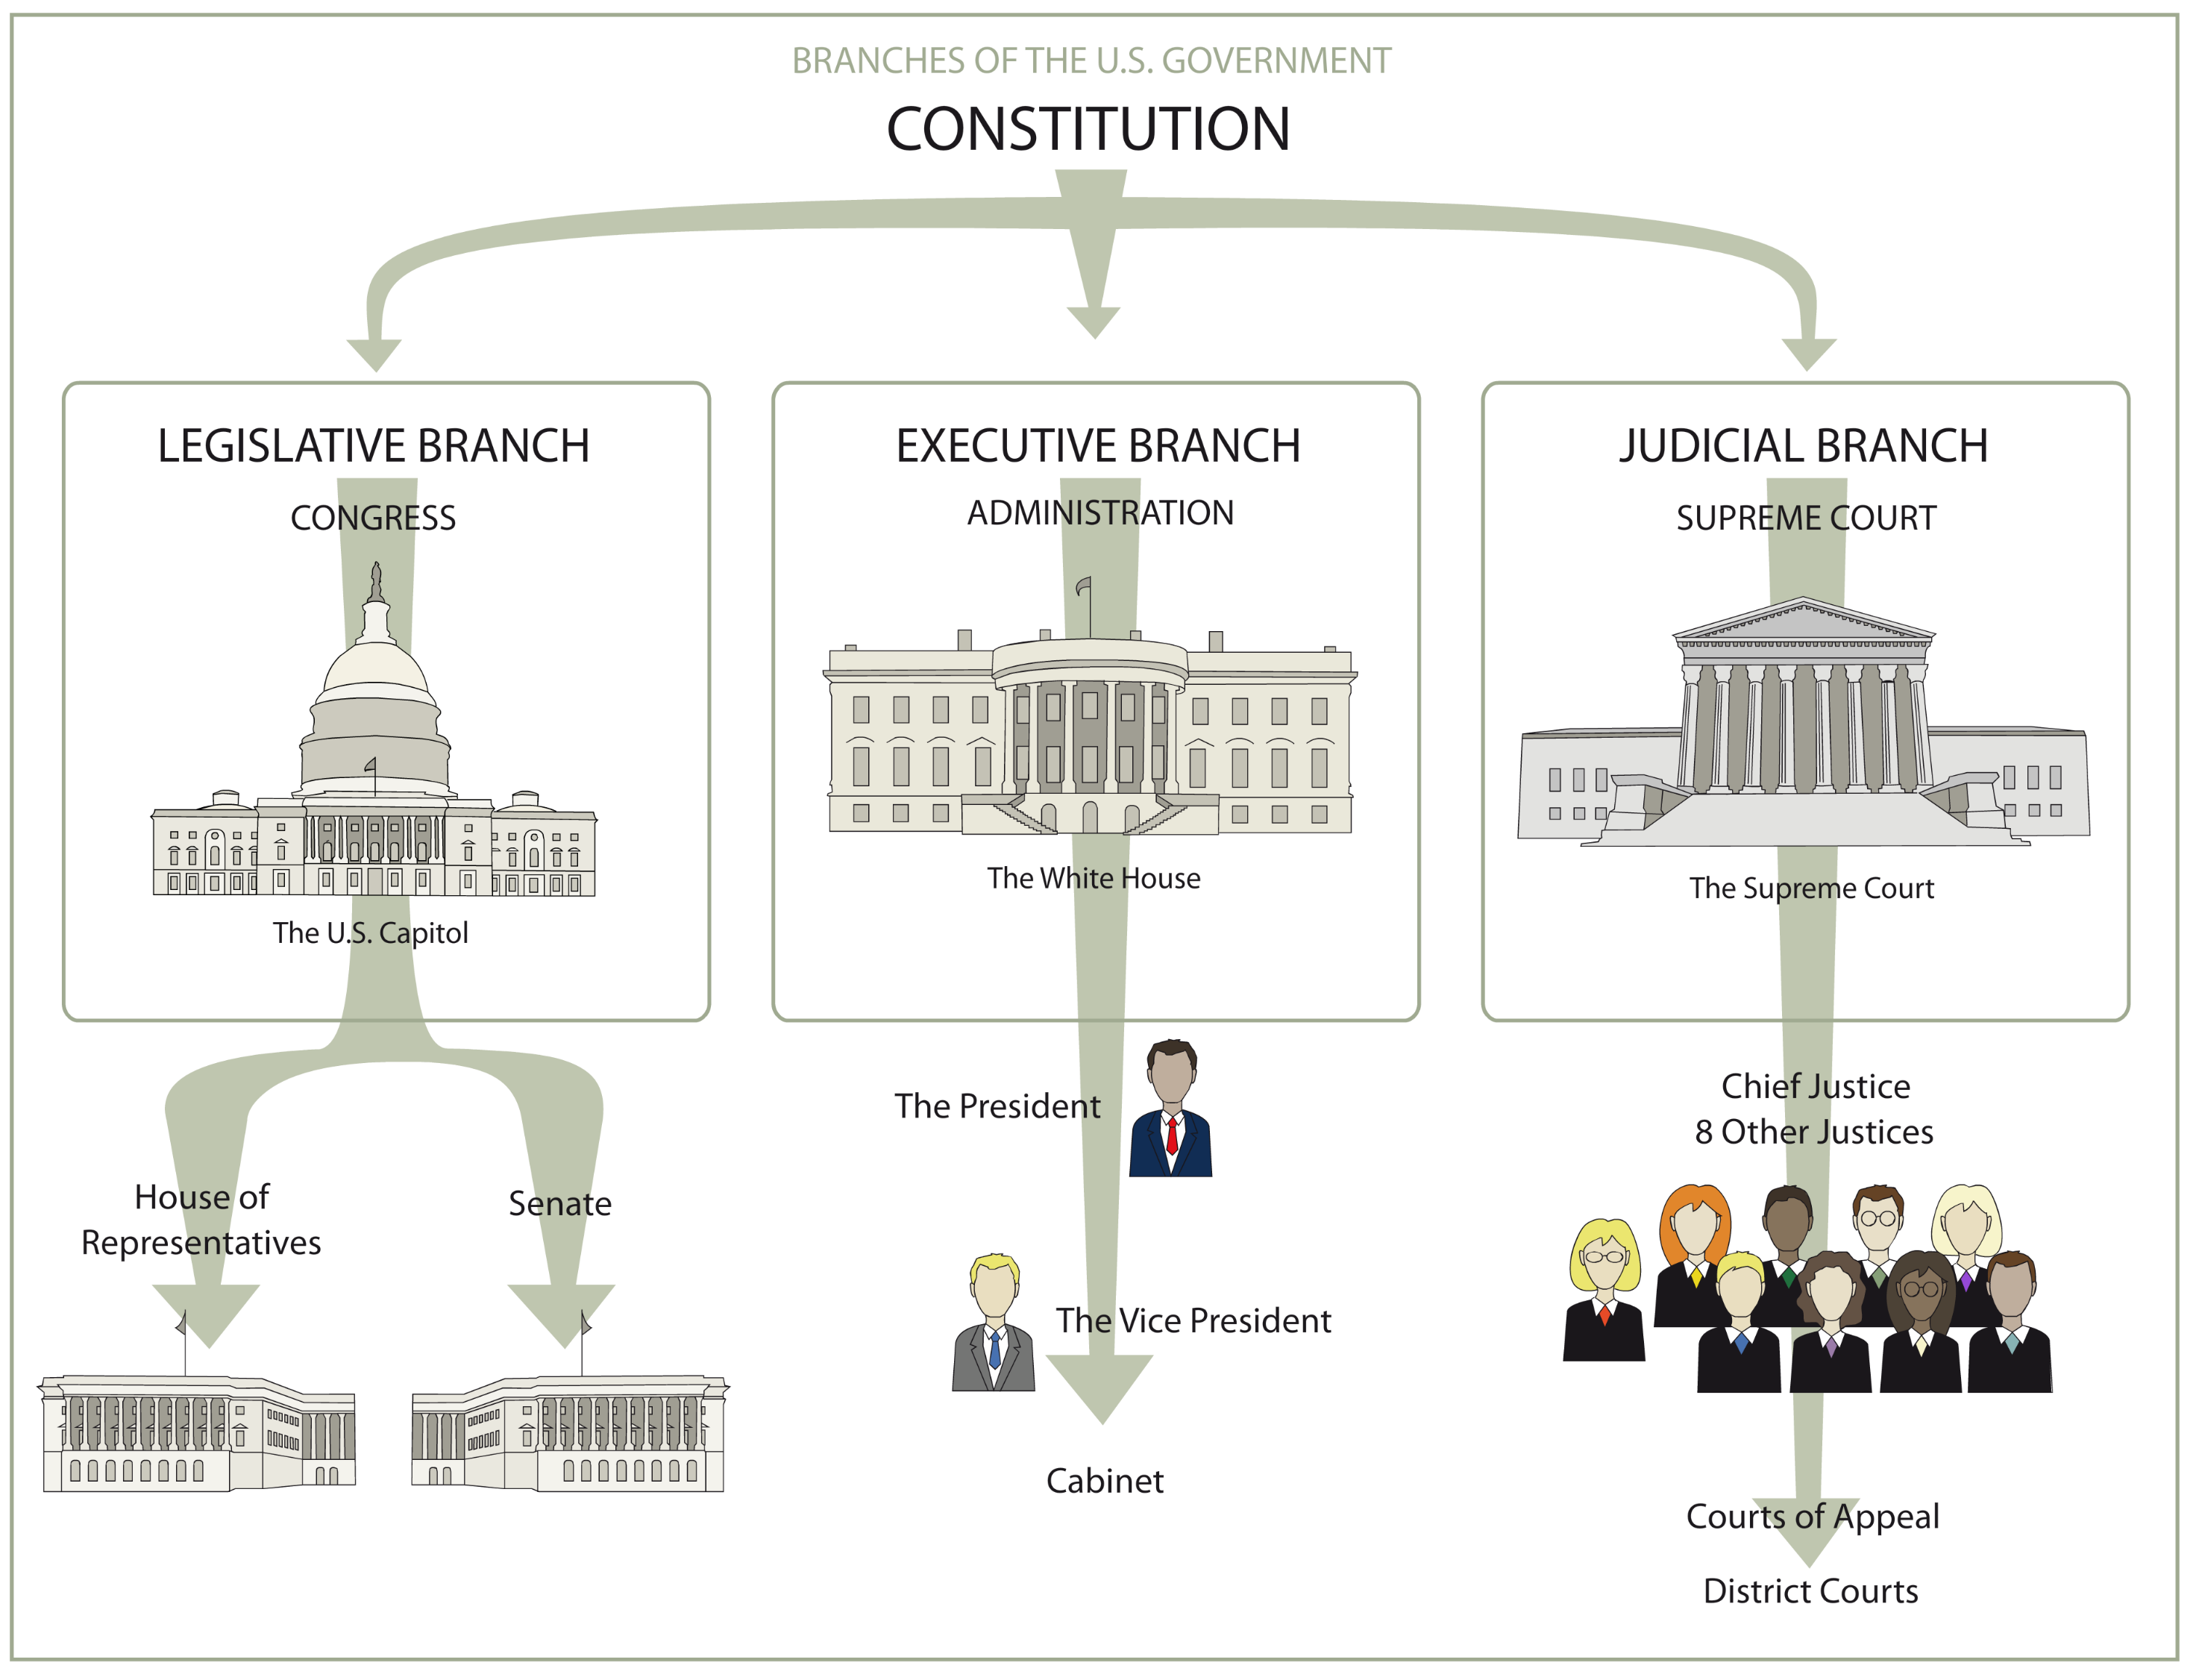 BRANCHES OF THE U.S. GOVERNMENT
CONSTITUTION
LEGISLATIVE BRANCH
CONGRESS
The U.S. Capitol
House of
Representatives
Senate
EXECUTIVE BRANCH
ADMINISTRATION
The White House
The President
The Vice President
Cabinet
JUDICIAL BRANCH
SUPREME COURT
The Supreme Court
Chief Justice
8 Other Justices
Courts of Appeal
District Courts